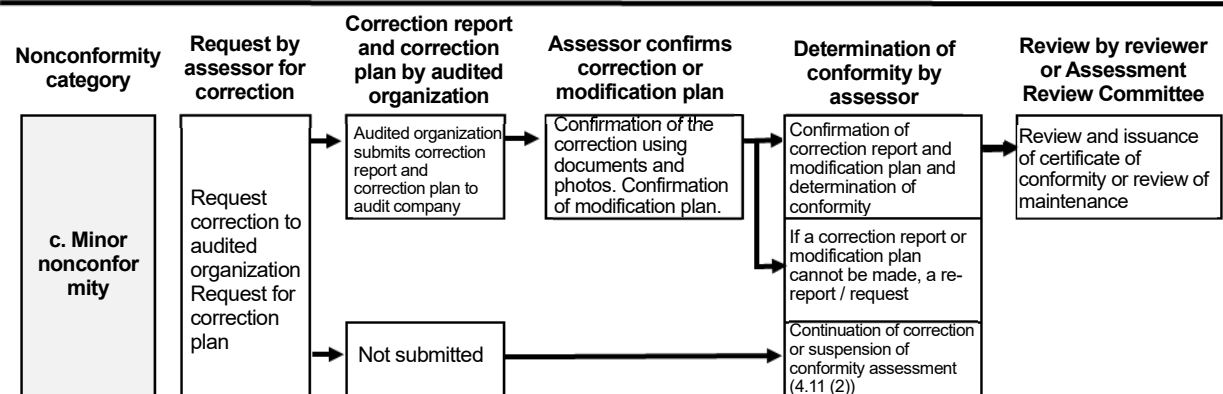 Nonconformity
category
Request by
assessor for
correction
Correction report
and correction
plan by audited
organization
Assessor confirms
correction or
modification plan
Determination of
conformity by
assessor
Review by reviewer
or Assessment
Review Committee
c. Minor
nonconfor
mity
Request
correction to
audited
organization
Request for
correction
plan
Audited organization
submits correction
report and
correction plan to
audit company
Confirmation of the
correction using
documents and
photos. Confirmation
of modification plan.
Confirmation of
correction report and
modification plan and
determination of
conformity
Review and issuance
of certificate of
conformity or review of
maintenance
If a correction report or
modification plan
cannot be made, a re-
report / request
Not submitted
Continuation of correction
or suspension of
conformity assessment
(4.11 (2))